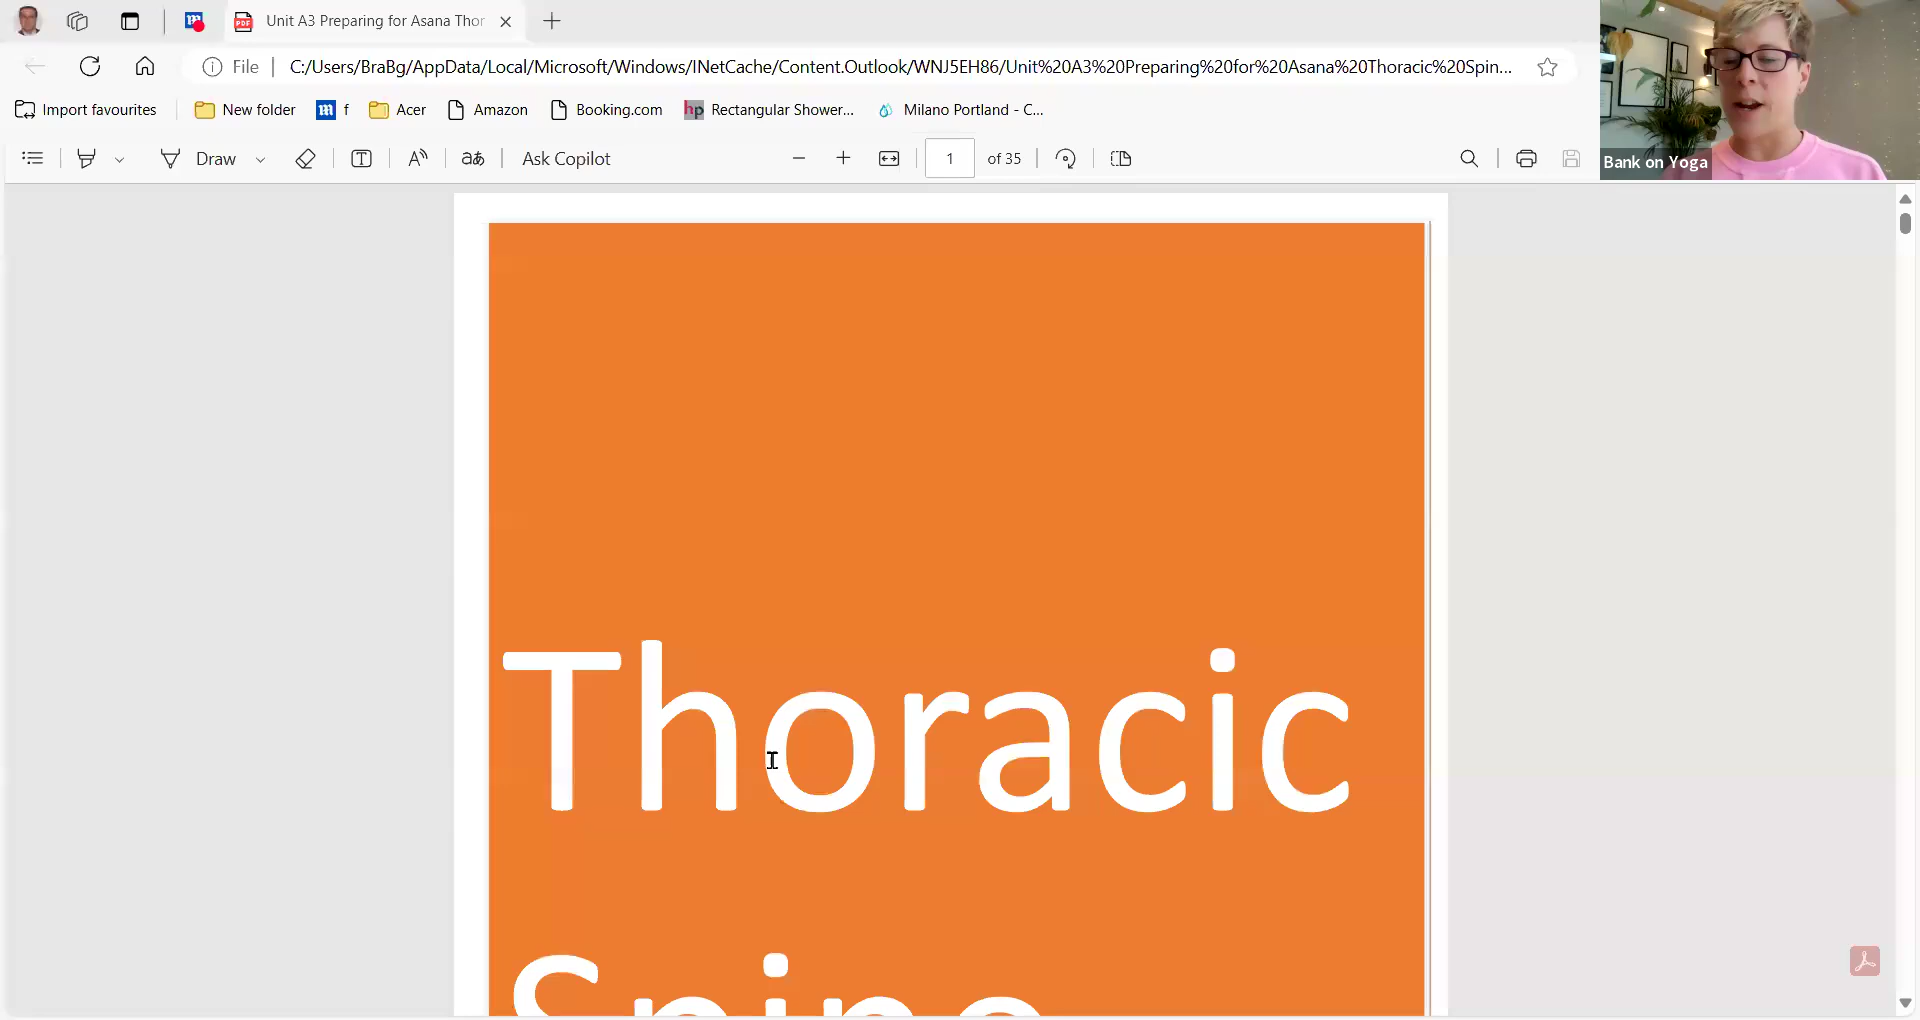 Unit A3 Preparing for Asana Thor
File
C:/Users/BraBg/AppData/Local/Microsoft/Windows/INetCache/Content.Outlook/WNJ5EH86/Unit%20A3%20Preparing%20for%20Asana%20Thoracic%20Spin...
Import favourites New folder f Acer Amazon Booking.com hp Rectangular Shower... Milano Portland - C...
Draw Ask Copilot 1 of 35
Bank on Yoga
Thoracic
Spine